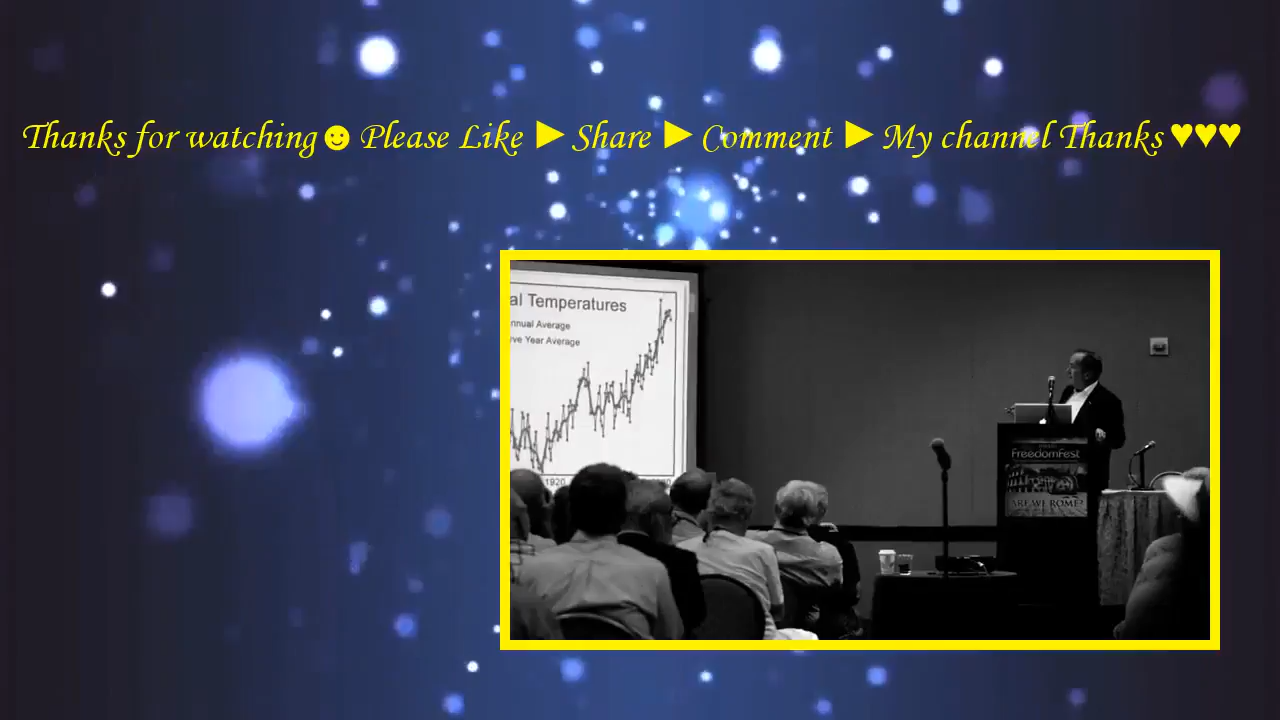 Thanks for watching☻Please Like ► Share ► Comment ► My channel Thanks ♥♥♥
al Temperatures
nnual Average
ive Year Average
1920
FreedomFest
ARE WE ROME?